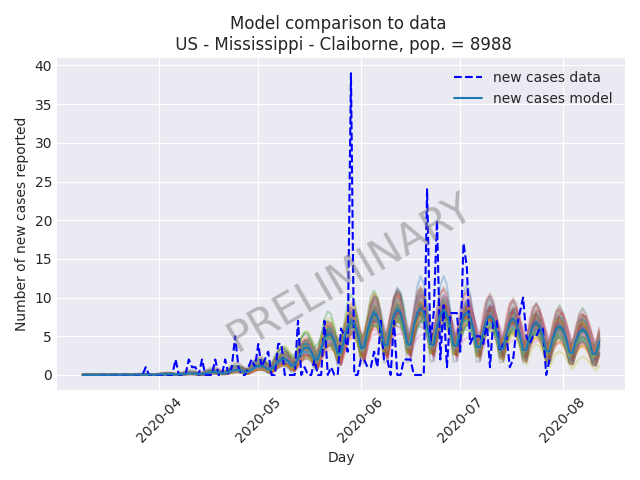 Model comparison to data
US - Mississippi - Claiborne, pop. = 8988
40
35
30
25
20
15
10
5
0
Number of new cases reported
new cases data
new cases model
PRELIMINARY
2020-04
2020-05
2020-06
2020-07
2020-08
Day